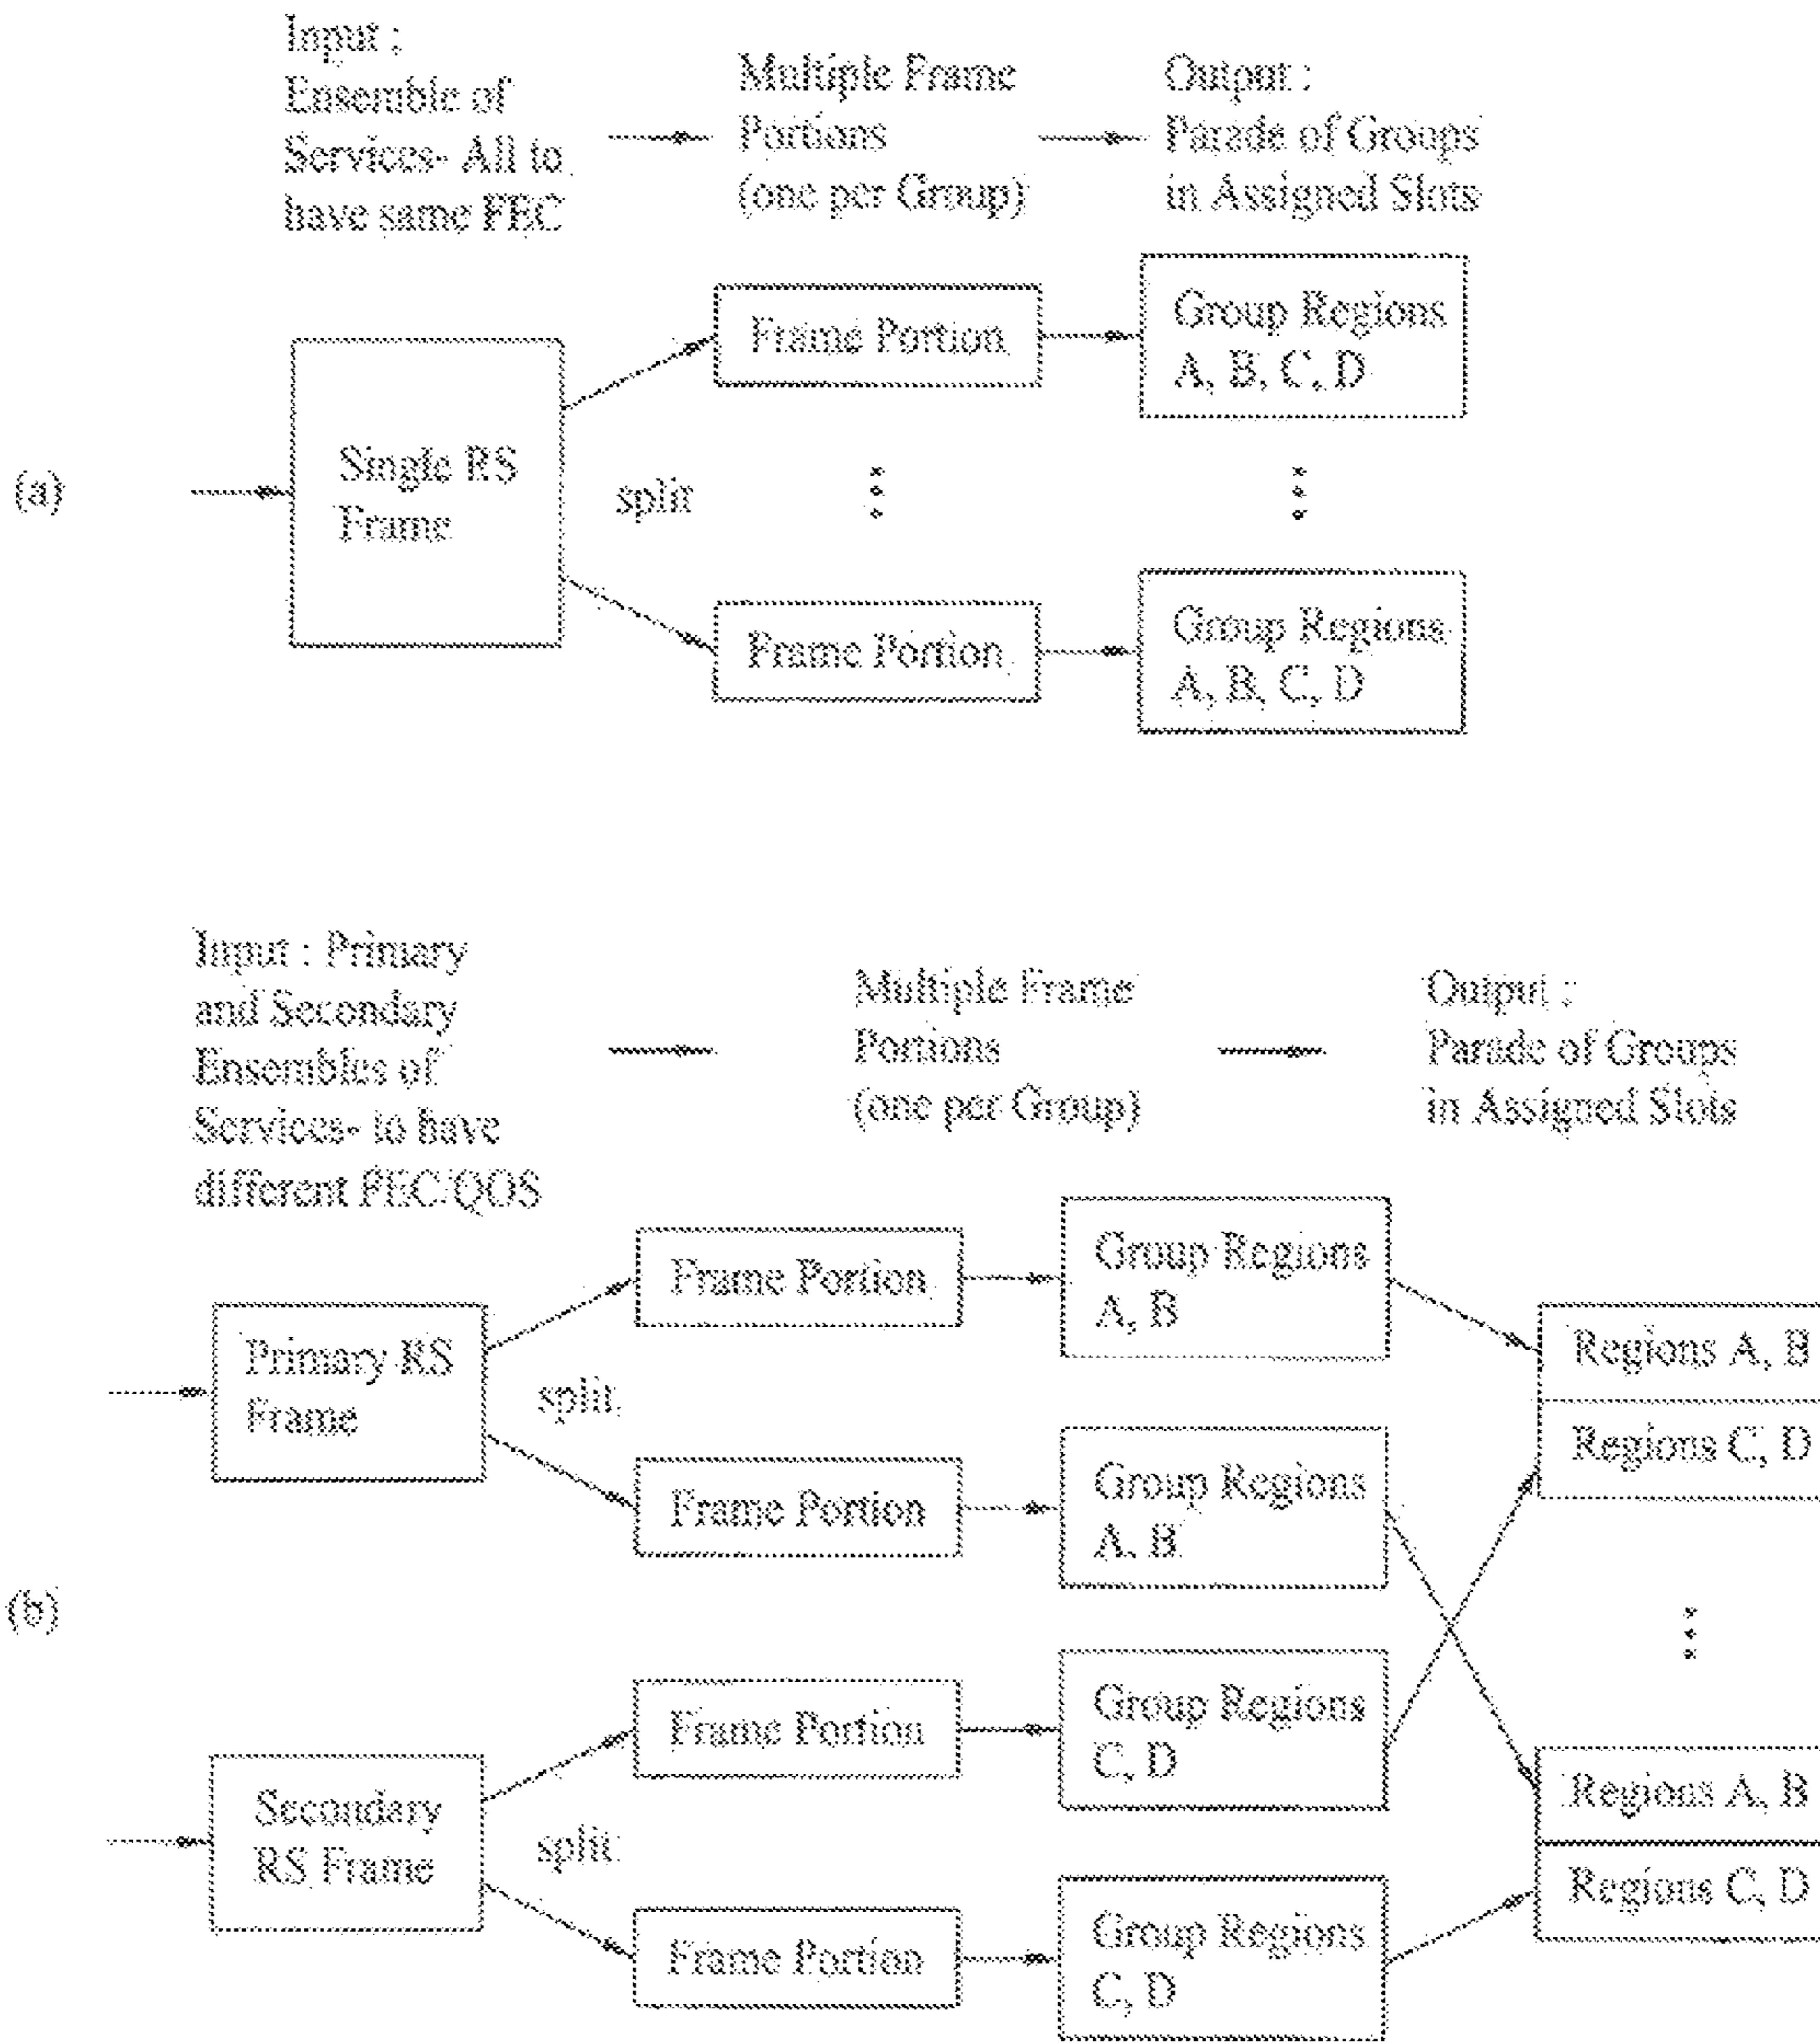 Input :
Ensemble of
Services- All to
have same FEC
Multiple Frame
Portions
(one per Group)
Output :
Parade of Groups
in Assigned Slots
(a)
Single RS
Frame
split
Frame Portion
Group Regions
A, B, C, D
Frame Portion
Group Regions
A, B, C, D
Input : Primary
and Secondary
Ensembles of
Services- to have
different FEC/QOS
Multiple Frame
Portions
(one per Group)
Output :
Parade of Groups
in Assigned Slots
(b)
Primary RS
Frame
split
Frame Portion
Group Regions
A, B
Frame Portion
Group Regions
A, B
Regions A, B
Regions C, D
Secondary
RS Frame
split
Frame Portion
Group Regions
C, D
Frame Portion
Group Regions
C, D
Regions A, B
Regions C, D